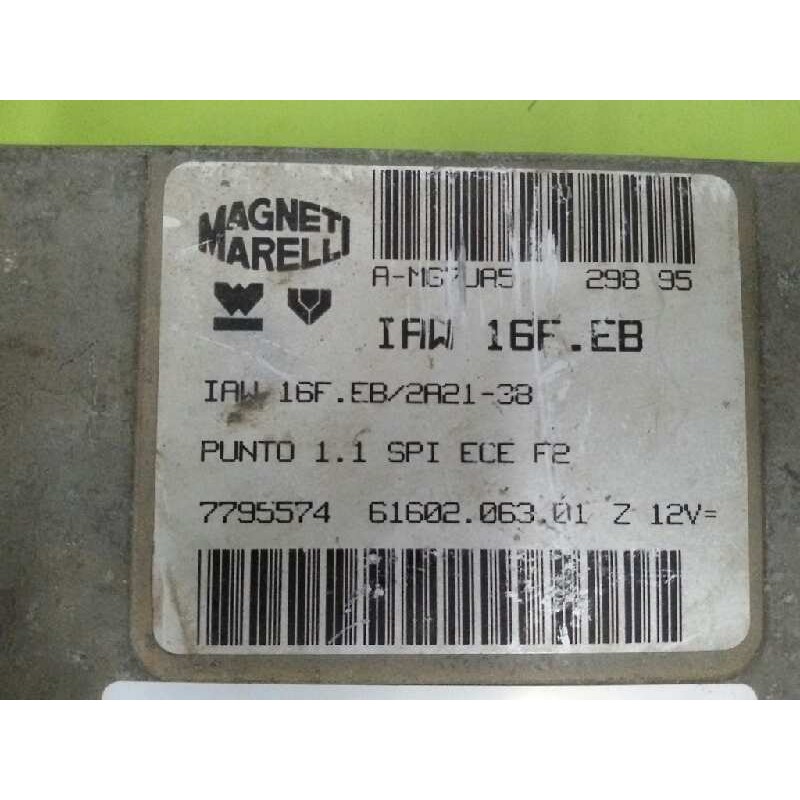 MAGNETI
MARELLI
298 95
IAW 16F.EB
IAW 16F.EB/2A21-38
PUNTO 1.1 SPI ECE F2
7795574 61602.063.01 Z 12V=